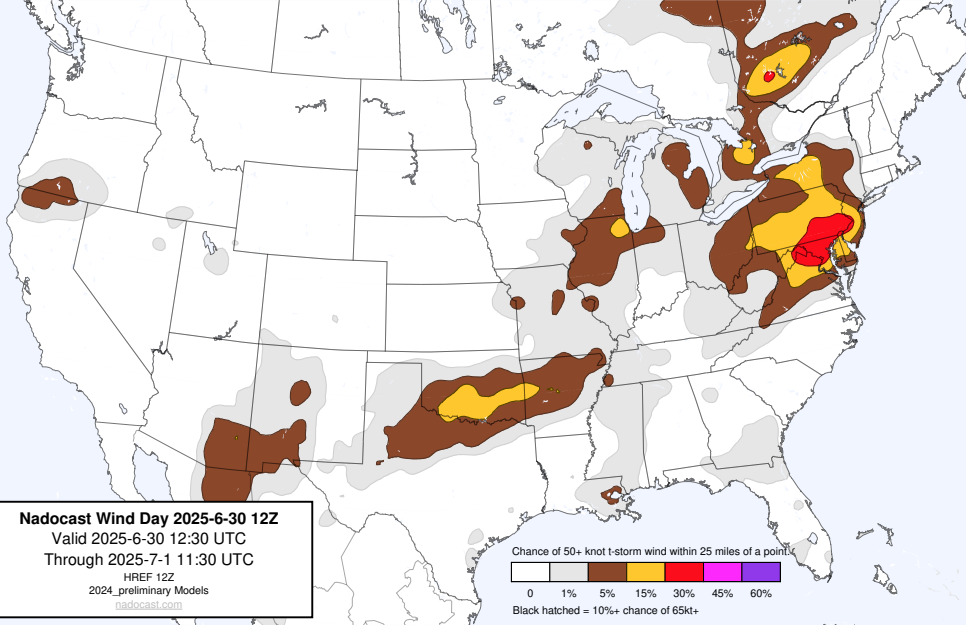 Nadocast Wind Day 2025-6-30 12Z
Valid 2025-6-30 12:30 UTC
Through 2025-7-1 11:30 UTC
HREF 12Z
2024_preliminary Models
nadocast.com
Chance of 50+ knot t-storm wind within 25 miles of a point.
0 1% 5% 15% 30% 45% 60%
Black hatched = 10%+ chance of 65kt+